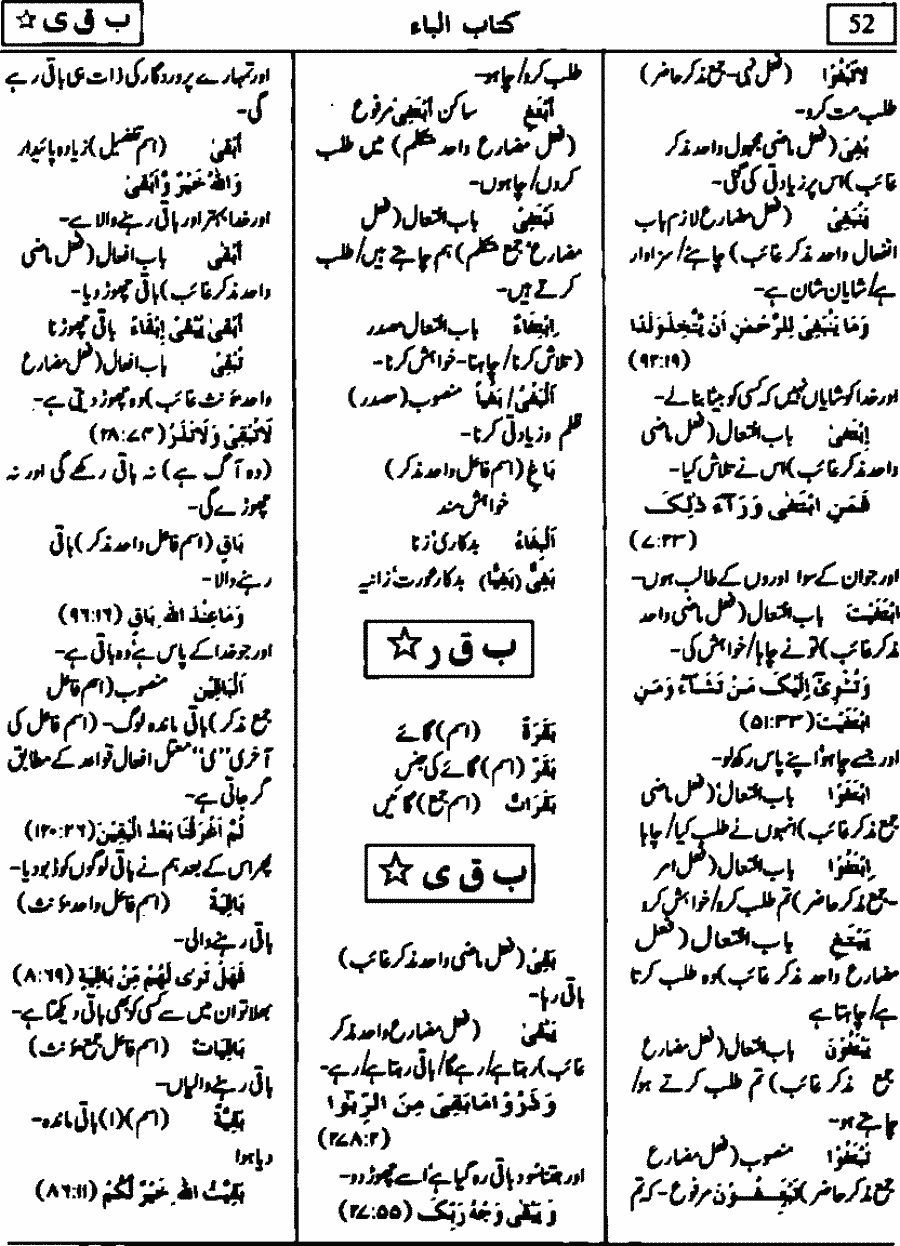 52
کتاب الباء
ب ق ی ☆
لَاتَبْغُوْا (فعل نہی-جمع مذکر حاضر)
طلب مت کرو-
بُغِیَ (فعل ماضی مجہول واحد مذکر
غائب) اس پر زیادتی کی گئی-
یَنْبَغِیْ (فعل مضارع لازم باب
انفعال واحد مذکر غائب) چاہئے/سزاوار
ہے/شایان شان ہے-
وَمَا یَنْبَغِیْ لِلرَّحْمٰنِ اَنْ یَّتَّخِذَ وَلَدًا
(۹۲:۱۹)
اور خدا کو شایاں نہیں کہ کسی کو بیٹا بنائے-
اِبْتَغٰی باب افتعال (فعل ماضی
واحد مذکر غائب) اس نے تلاش کیا-
فَمَنِ ابْتَغٰی وَرَآءَ ذٰلِکَ
(۷:۲۳)
اور جو ان کے سوا اوروں کے طالب ہوں-
ابْتَغَیْتَ باب افتعال (فعل ماضی واحد
مذکر غائب) تو نے چاہا/خواہش کی-
وَتُـْٔوِیْٓ اِلَیْکَ مَنْ تَشَآءُ وَمَنِ
ابْتَغَیْتَ (۵۱:۳۳)
اور جسے چاہو اپنے پاس رکھو-
ابْتَغَوْا باب افتعال (فعل ماضی
جمع مذکر غائب) انہوں نے طلب کیا/چاہا
اِبْتَغُوْا باب افتعال (فعل امر
-جمع مذکر حاضر) تم طلب کرو/خواہش کرو
یَبْتَغِ باب افتعال (فعل
مضارع واحد مذکر غائب) وہ طلب کرتا
ہے/چاہتا ہے
یَبْتَغُوْنَ باب افتعال (فعل مضارع
جمع مذکر غائب) تم طلب کرتے ہو/
چاہتے ہو-
تَبْتَغُوْا منصوب (فعل مضارع
جمع مذکر حاضر) تَبْتَغُوْنَ مرفوع-کہ تم
طلب کرو/چاہو-
اَبْتَغِ ساکن اَبْتَغِیْ مرفوع
(فعل مضارع واحد متکلم) میں طلب
کروں/چاہوں-
نَبْتَغِیْ باب افتعال (فعل
مضارع جمع متکلم) ہم چاہتے ہیں/طلب
کرتے ہیں-
اِبْتِغَاءٌ باب افتعال مصدر
(تلاش کرنا/چاہنا-خواہش کرنا-
اَلْبَغْیُ/بَغْیاً منصوب (مصدر)
ظلم و زیادتی کرنا-
بَاغٍ (اسم فاعل واحد مذکر)
خواہش مند
اَلْبِغَاءُ بدکاری زنا
بَغِیٌّ (بَغِیًّا) بدکار عورت زانیہ
ب ق ر ☆
بَقَرَةٌ (اسم) گائے
بَقَرٌ (اسم) گائے کی جنس
بَقَرَاتٌ (اسم جمع) گائیں
ب ق ی ☆
بَقِیَ (فعل ماضی واحد مذکر غائب)
باقی رہا-
یَبْقٰی (فعل مضارع واحد مذکر
غائب) رہتا ہے/رہے گا/باقی رہتا ہے/رہے-
وَذَرُوْا مَا بَقِیَ مِنَ الرِّبٰوا
(۲۷۸:۲)
اور جتنا سود باقی رہ گیا ہے اسے چھوڑ دو-
وَیَبْقٰی وَجْهُ رَبِّکَ (۲۷:۵۵)
اور تمہارے پروردگار کی ذات ہی باقی رہے
گی-
اَبْقٰی (اسم تفضیل) زیادہ پائیدار
وَاللّٰهُ خَیْرٌ وَّاَبْقٰی
اور خدا بہتر اور باقی رہنے والا ہے-
اَبْقٰی باب افعال (فعل ماضی
واحد مذکر غائب) باقی چھوڑ دیا-
اَبْقٰی یُبْقِیْ اِبْقَاءً باقی چھوڑنا
تُبْقِیْ باب افعال (فعل مضارع
واحد مؤنث غائب) وہ چھوڑ دیتی ہے-
لَاتُبْقِیْ وَلَاتَذَرُ (۲۸:۷۴)
(وہ آگ ہے) نہ باقی رکھے گی اور نہ
چھوڑے گی-
بَاقٍ (اسم فاعل واحد مذکر) باقی
رہنے والا-
وَمَا عِنْدَ اللّٰهِ بَاقٍ (۹۶:۱۶)
اور جو خدا کے پاس ہے وہ باقی ہے-
اَلْبَاقِیْنَ منصوب (اسم فاعل
جمع مذکر) باقی ماندہ لوگ-(اسم فاعل کی
آخری "ی" معتل افعال قواعد کے مطابق
گر جاتی ہے-
ثُمَّ اَغْرَقْنَا بَعْدُ الْبٰقِیْنَ (۱۲۰:۲۶)
پھر اس کے بعد ہم نے باقی لوگوں کو ڈبو دیا-
بَاقِیَةٌ (اسم فاعل واحد مؤنث)
باقی رہنے والی-
فَهَلْ تَرٰی لَهُمْ مِّنْ بَاقِیَةٍ (۸:۶۹)
بھلا تو ان میں سے کسی کو بھی باقی دیکھتا ہے-
بَاقِیَاتٌ (اسم فاعل جمع مؤنث)
باقی رہنے والیاں-
بَقِیَّةٌ (اسم) (۱) باقی ماندہ-
دیا ہوا
بَقِیَّتُ اللّٰهِ خَیْرٌ لَّکُمْ (۸۶:۱۱)